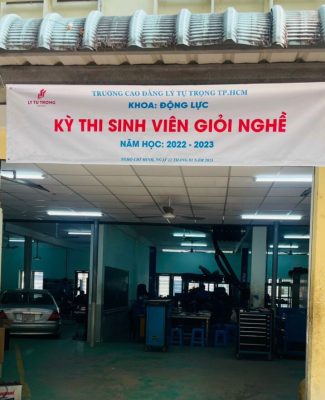 LÝ TỰ TRỌNG
TRƯỜNG CAO ĐẲNG LÝ TỰ TRỌNG TP.HCM
KHOA: ĐỘNG LỰC
KỲ THI SINH VIÊN GIỎI NGHỀ
NĂM HỌC: 2022 - 2023